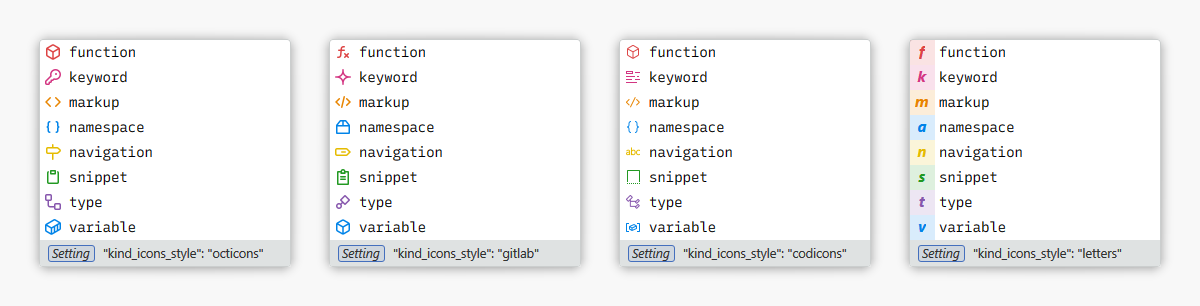 function
keyword
markup
namespace
navigation
snippet
type
variable
Setting "kind_icons_style": "octicons"
function
keyword
markup
namespace
navigation
snippet
type
variable
Setting "kind_icons_style": "gitlab"
function
keyword
markup
namespace
abc navigation
snippet
type
variable
Setting "kind_icons_style": "codicons"
f function
k keyword
m markup
a namespace
n navigation
s snippet
t type
v variable
Setting "kind_icons_style": "letters"